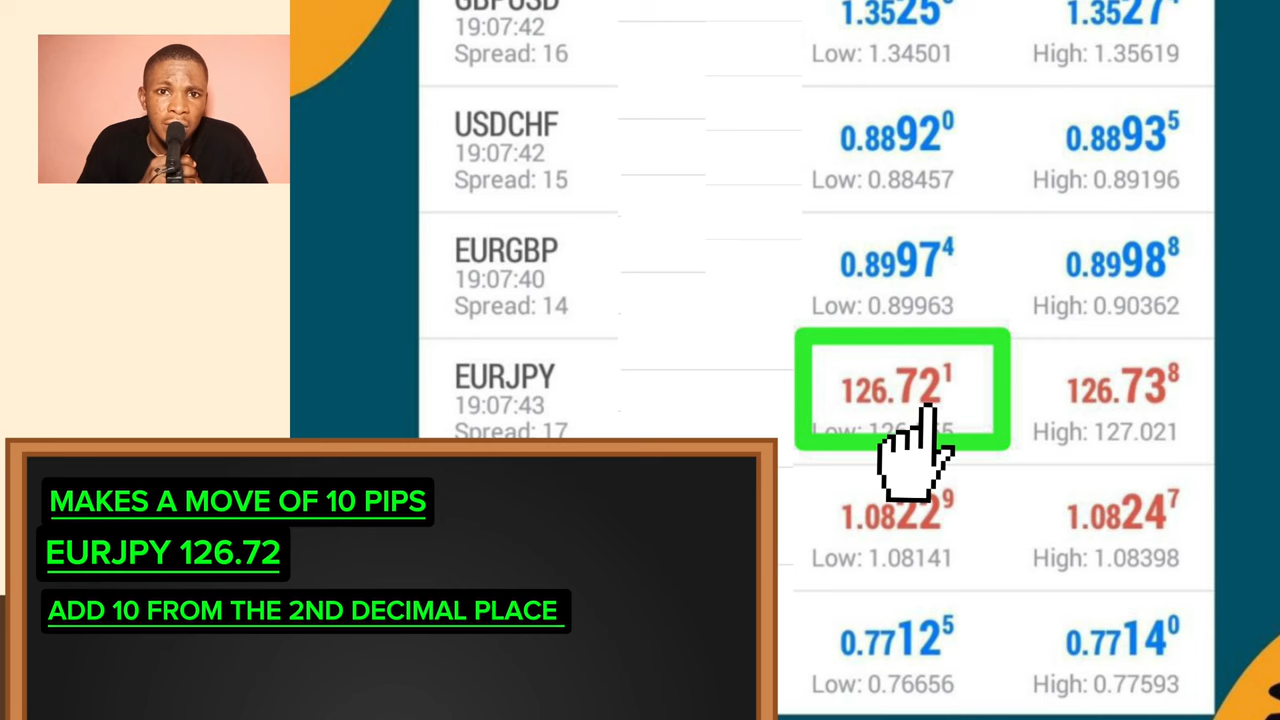 GBPUSD
19:07:42
Spread: 16
1.3525
Low: 1.34501
1.3527
High: 1.35619
USDCHF
19:07:42
Spread: 15
0.88920
Low: 0.88457
0.88935
High: 0.89196
EURGBP
19:07:40
Spread: 14
0.89974
Low: 0.89963
0.89988
High: 0.90362
EURJPY
19:07:43
Spread: 17
126.721
Low:
126.738
High: 127.021
1.08229
Low: 1.08141
1.08247
High: 1.08398
0.77125
Low: 0.76656
0.77140
High: 0.77593
MAKES A MOVE OF 10 PIPS
EURJPY 126.72
ADD 10 FROM THE 2ND DECIMAL PLACE